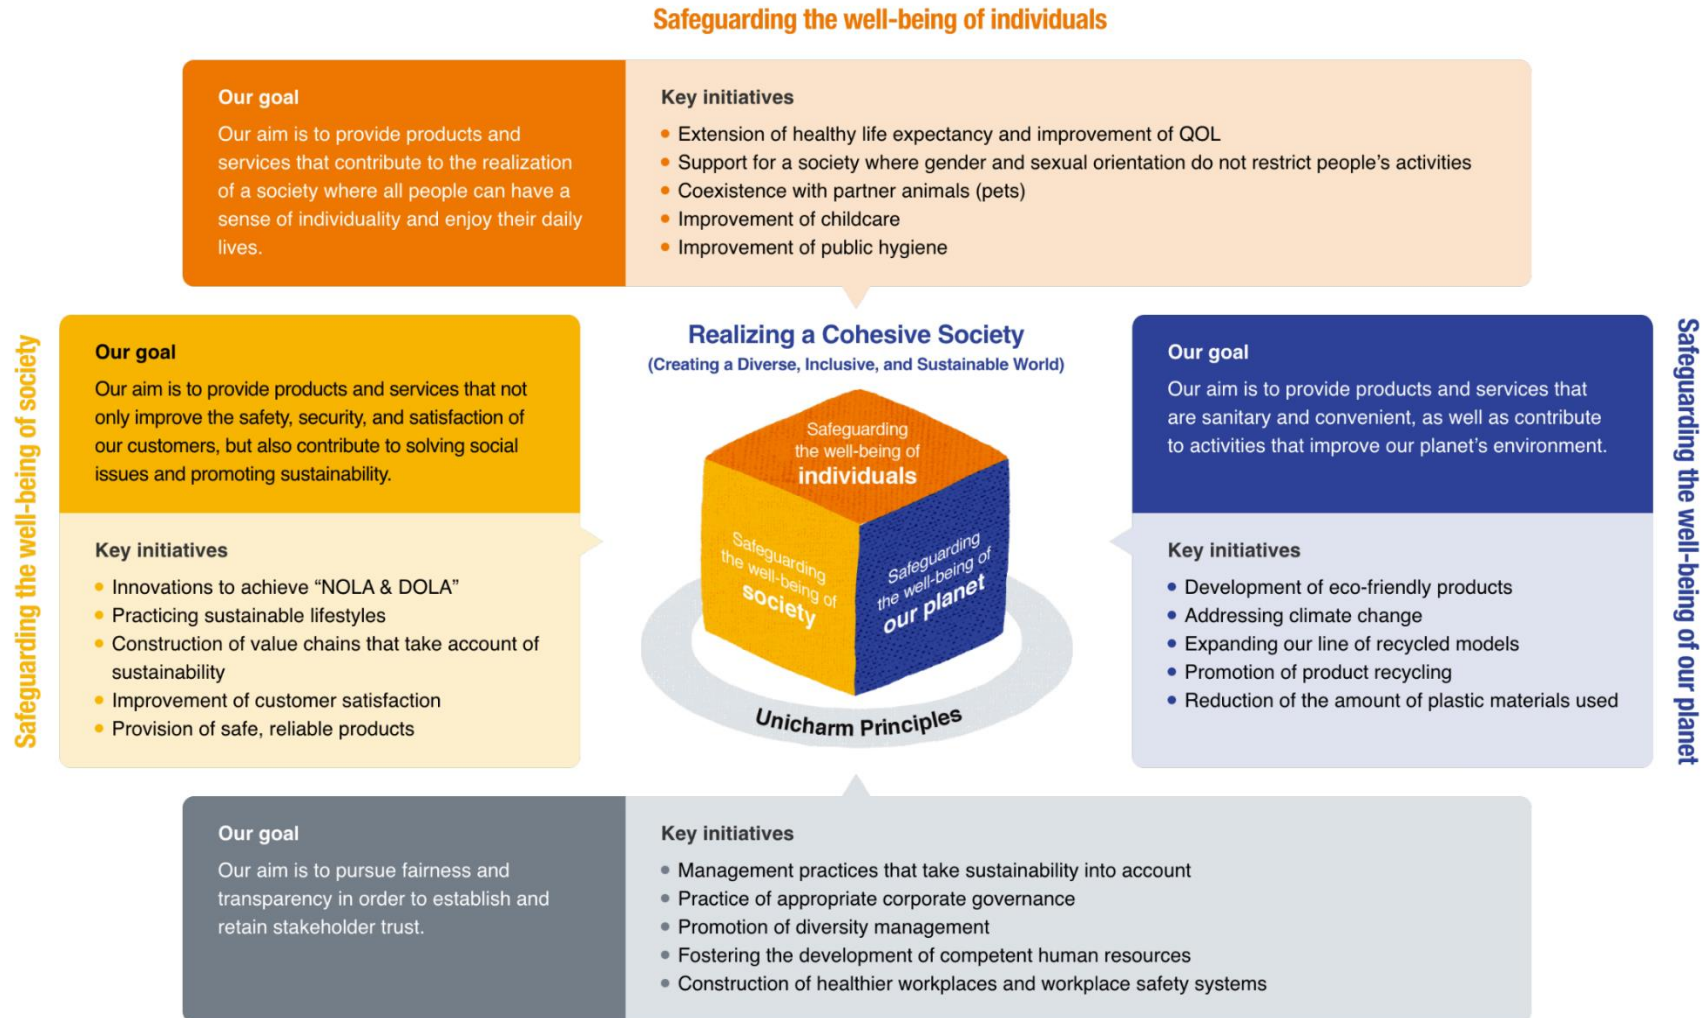 Safeguarding the well-being of individuals
Our goal
Our aim is to provide products and
services that contribute to the realization
of a society where all people can have a
sense of individuality and enjoy their daily
lives.
Key initiatives
• Extension of healthy life expectancy and improvement of QOL
• Support for a society where gender and sexual orientation do not restrict people’s activities
• Coexistence with partner animals (pets)
• Improvement of childcare
• Improvement of public hygiene
Safeguarding the well-being of society
Our goal
Our aim is to provide products and services that not
only improve the safety, security, and satisfaction of
our customers, but also contribute to solving social
issues and promoting sustainability.
Key initiatives
• Innovations to achieve “NOLA & DOLA”
• Practicing sustainable lifestyles
• Construction of value chains that take account of
sustainability
• Improvement of customer satisfaction
• Provision of safe, reliable products
Realizing a Cohesive Society
(Creating a Diverse, Inclusive, and Sustainable World)
Safeguarding
the well-being of
individuals
Safeguarding
the well-being of
society
Safeguarding
the well-being of
our planet
Unicharm Principles
Our goal
Our aim is to provide products and services that
are sanitary and convenient, as well as contribute
to activities that improve our planet’s environment.
Key initiatives
• Development of eco-friendly products
• Addressing climate change
• Expanding our line of recycled models
• Promotion of product recycling
• Reduction of the amount of plastic materials used
Safeguarding the well-being of our planet
Our goal
Our aim is to pursue fairness and
transparency in order to establish and
retain stakeholder trust.
Key initiatives
• Management practices that take sustainability into account
• Practice of appropriate corporate governance
• Promotion of diversity management
• Fostering the development of competent human resources
• Construction of healthier workplaces and workplace safety systems